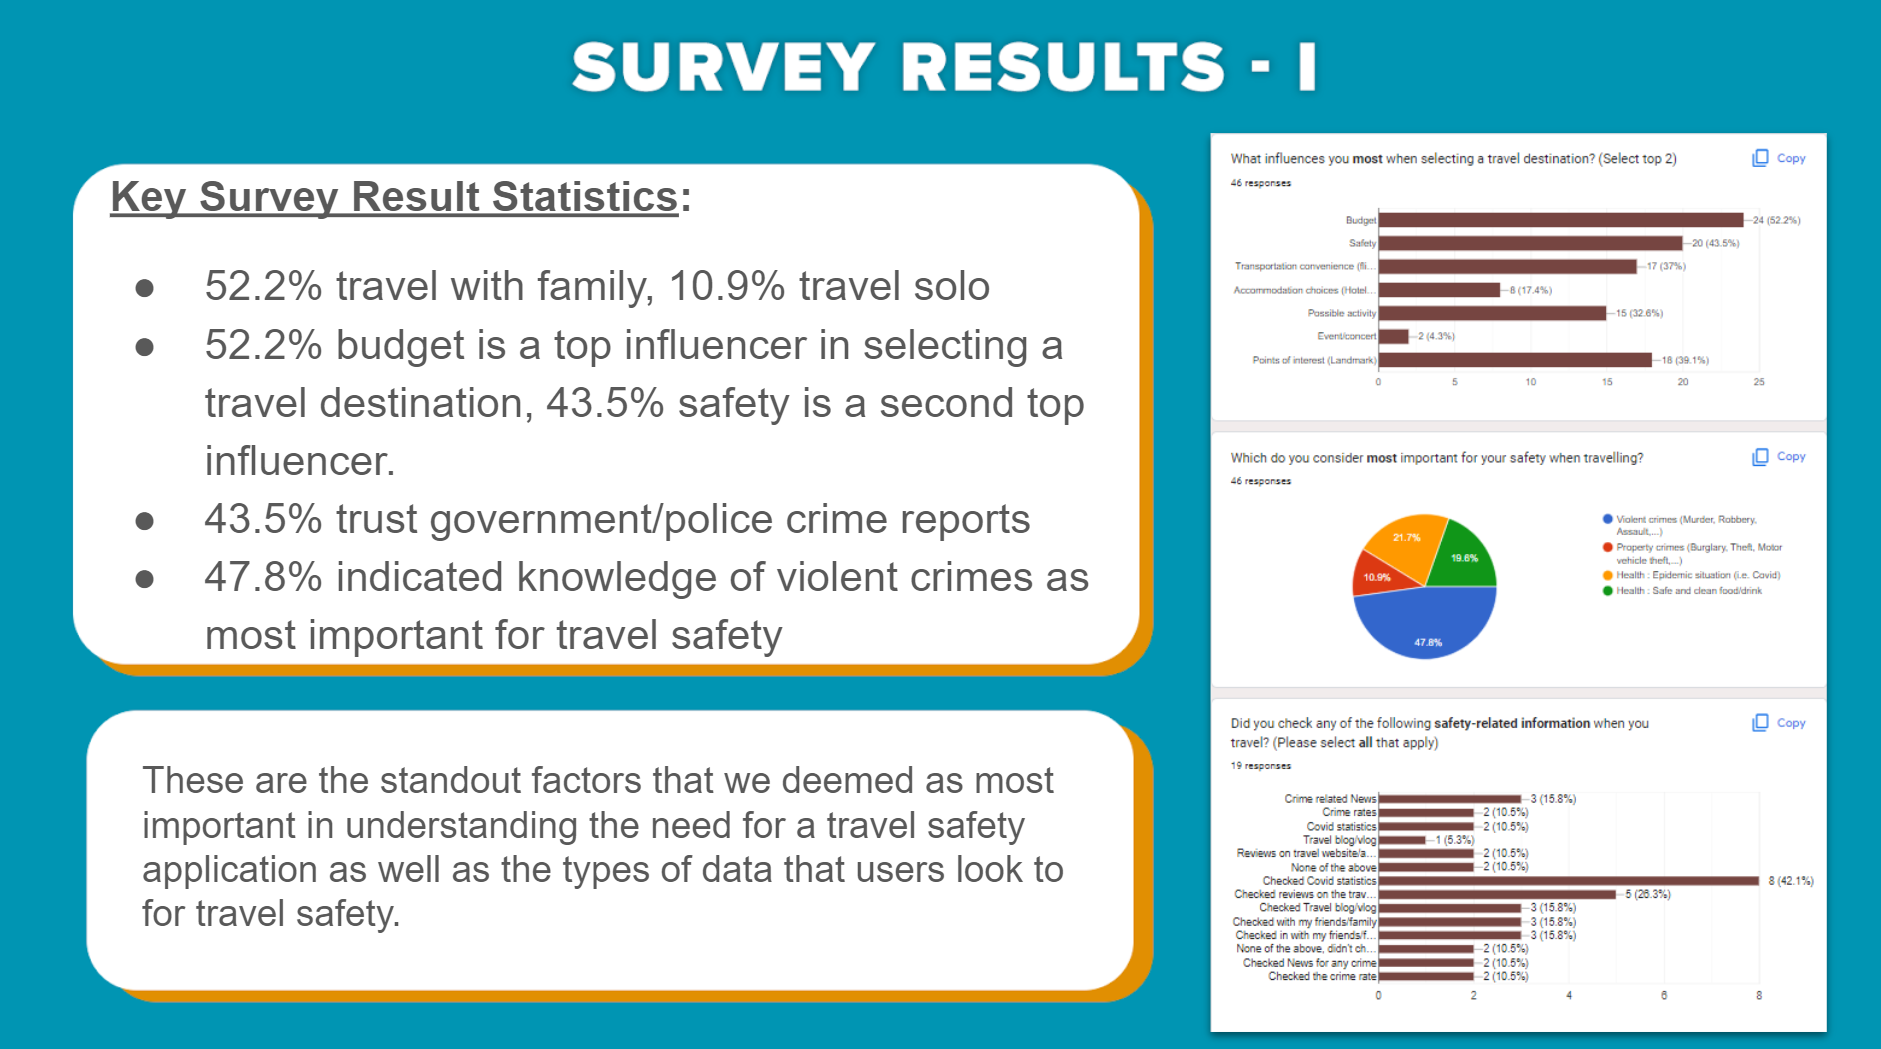 SURVEY RESULTS - I
Key Survey Result Statistics:
● 52.2% travel with family, 10.9% travel solo
● 52.2% budget is a top influencer in selecting a
travel destination, 43.5% safety is a second top
influencer.
● 43.5% trust government/police crime reports
● 47.8% indicated knowledge of violent crimes as
most important for travel safety
These are the standout factors that we deemed as most
important in understanding the need for a travel safety
application as well as the types of data that users look to
for travel safety.
What influences you most when selecting a travel destination? (Select top 2)
Copy
46 responses
Budget 24 (52.2%)
Safety 20 (43.5%)
Transportation convenience (fli... 17 (37%)
Accommodation choices (Hotel... 8 (17.4%)
Possible activity 15 (32.6%)
Event/concert 2 (4.3%)
Points of interest (Landmark) 18 (39.1%)
0 5 10 15 20 25
Which do you consider most important for your safety when travelling?
Copy
46 responses
21.7%
19.6%
10.9%
47.8%
Violent crimes (Murder, Robbery,
Assault,...)
Property crimes (Burglary, Theft, Motor
vehicle theft,...)
Health : Epidemic situation (i.e. Covid)
Health : Safe and clean food/drink
Did you check any of the following safety-related information when you
travel? (Please select all that apply)
Copy
19 responses
Crime related News 3 (15.8%)
Crime rates 2 (10.5%)
Covid statistics 2 (10.5%)
Travel blog/vlog 1 (5.3%)
Reviews on travel website/a... 2 (10.5%)
None of the above 2 (10.5%)
Checked Covid statistics 8 (42.1%)
Checked reviews on the trav... 5 (26.3%)
Checked Travel blog/vlog 3 (15.8%)
Checked with my friends/family 3 (15.8%)
Checked in with my friends/f... 3 (15.8%)
None of the above, didn't ch... 2 (10.5%)
Checked News for any crime 2 (10.5%)
Checked the crime rate 2 (10.5%)
0 2 4 6 8